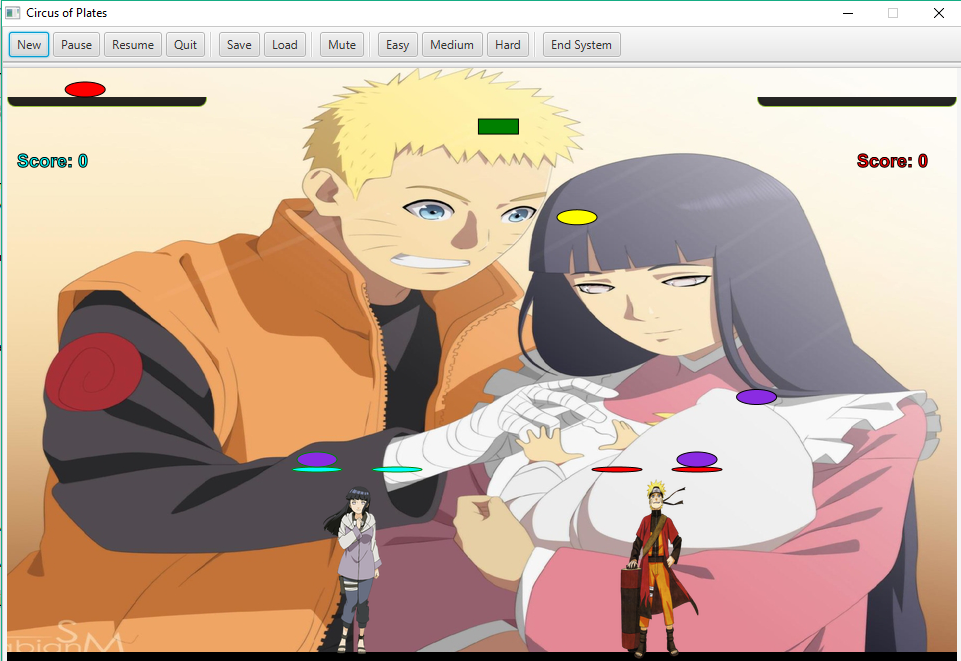 Circus of Plates
New Pause Resume Quit Save Load Mute Easy Medium Hard End System
Score: 0 Score: 0
S
abianM